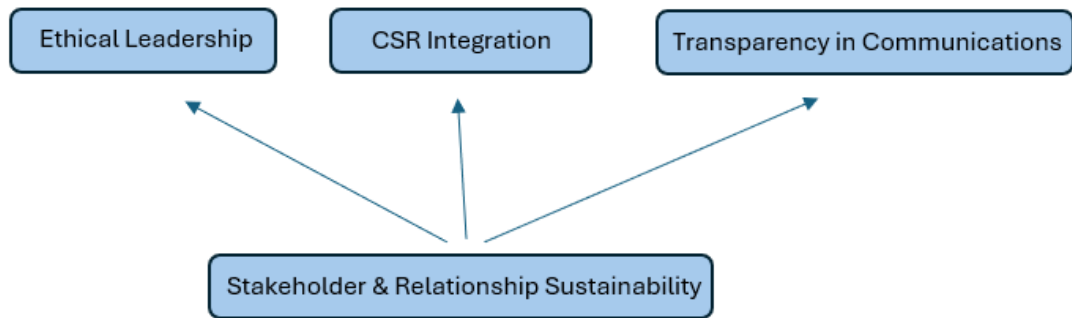 Ethical Leadership
CSR Integration
Transparency in Communications
Stakeholder & Relationship Sustainability